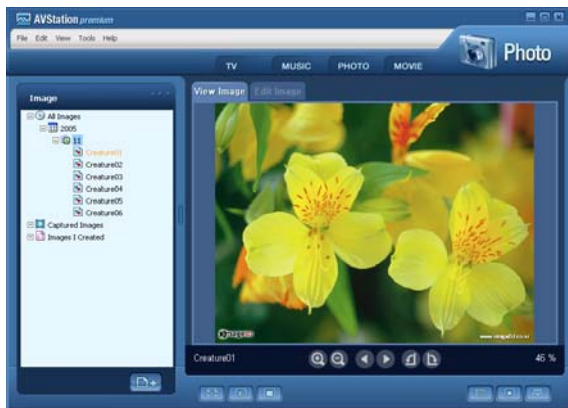 AVStation premium
File Edit View Tools Help
Photo
TV MUSIC PHOTO MOVIE
Image
View Image Edit Image
All Images
2005
11
Creature01
Creature02
Creature03
Creature04
Creature05
Creature06
Captured Images
Images I Created
Creature01
46 %